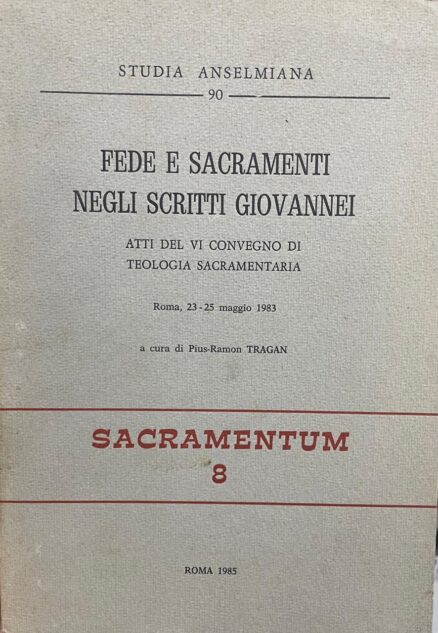 STUDIA ANSELMIANA
90
FEDE E SACRAMENTI
NEGLI SCRITTI GIOVANNEI
ATTI DEL VI CONVEGNO DI
TEOLOGIA SACRAMENTARIA
Roma, 23-25 maggio 1983
a cura di Pius-Ramon TRAGAN
SACRAMENTUM
8
ROMA 1985